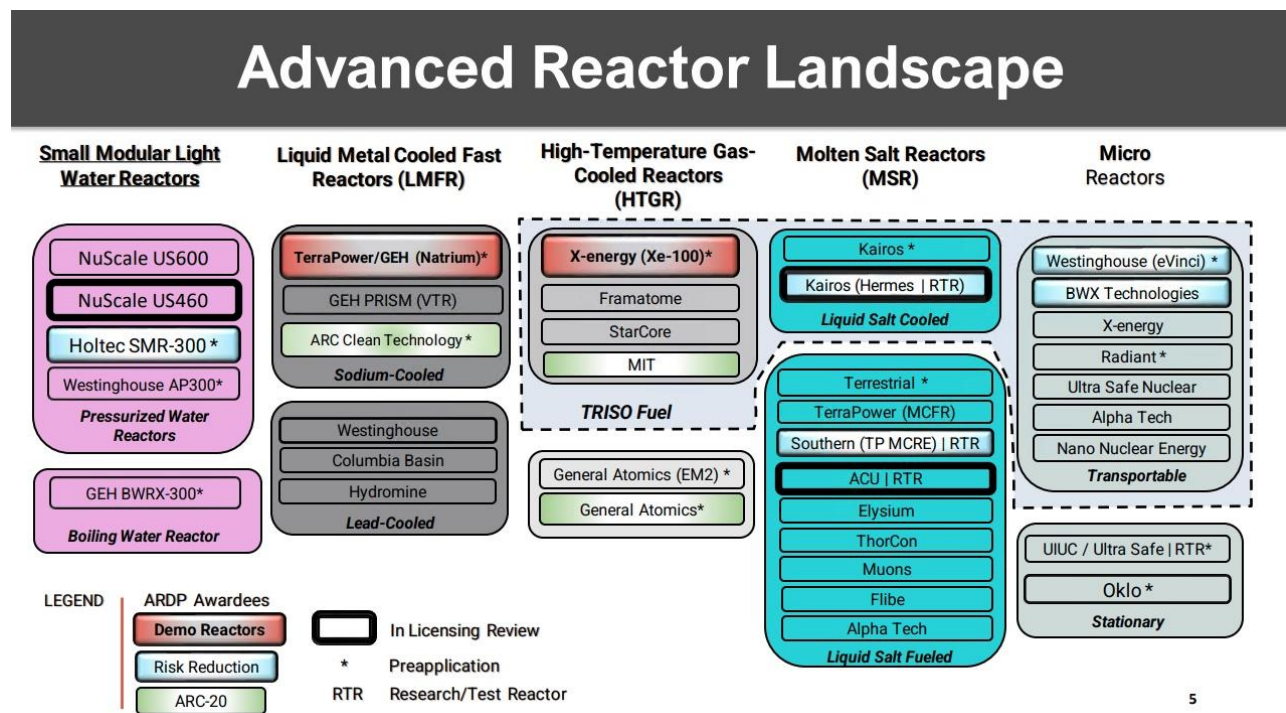 Advanced Reactor Landscape
Small Modular Light
Water Reactors
NuScale US600
NuScale US460
Holtec SMR-300 *
Westinghouse AP300*
Pressurized Water
Reactors
GEH BWRX-300*
Boiling Water Reactor
Liquid Metal Cooled Fast
Reactors (LMFR)
TerraPower/GEH (Natrium)*
GEH PRISM (VTR)
ARC Clean Technology *
Sodium-Cooled
Westinghouse
Columbia Basin
Hydromine
Lead-Cooled
High-Temperature Gas-
Cooled Reactors
(HTGR)
X-energy (Xe-100)*
Framatome
StarCore
MIT
TRISO Fuel
General Atomics (EM2) *
General Atomics*
Molten Salt Reactors
(MSR)
Kairos *
Kairos (Hermes | RTR)
Liquid Salt Cooled
Terrestrial *
TerraPower (MCFR)
Southern (TP MCRE) | RTR
ACU | RTR
Elysium
ThorCon
Muons
Flibe
Alpha Tech
Liquid Salt Fueled
Micro
Reactors
Westinghouse (eVinci) *
BWX Technologies
X-energy
Radiant *
Ultra Safe Nuclear
Alpha Tech
Nano Nuclear Energy
Transportable
UIUC / Ultra Safe | RTR*
Oklo *
Stationary
LEGEND
ARDP Awardees
Demo Reactors
Risk Reduction
ARC-20
In Licensing Review
* Preapplication
RTR Research/Test Reactor
5